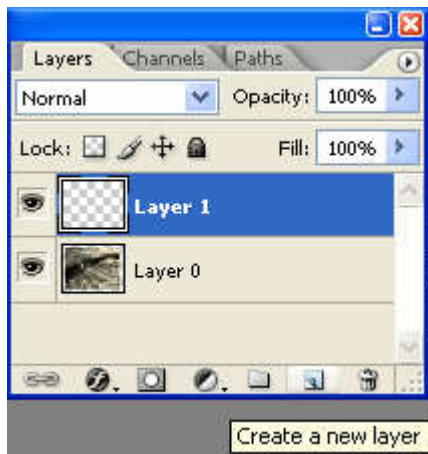 Layers Channels Paths
Normal Opacity: 100%
Lock: Fill: 100%
Layer 1
Layer 0
Create a new layer